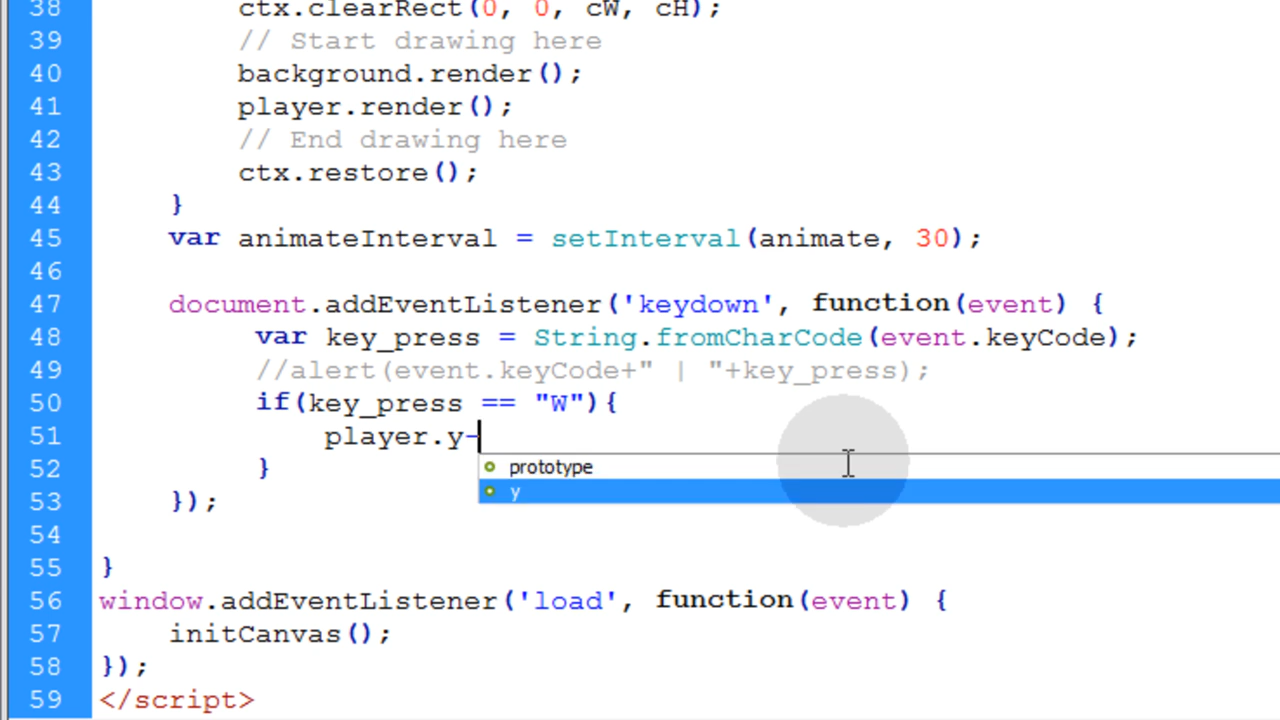 38 ctx.clearRect(0, 0, cW, cH);
39 // Start drawing here
40 background.render();
41 player.render();
42 // End drawing here
43 ctx.restore();
44 }
45 var animateInterval = setInterval(animate, 30);
46
47 document.addEventListener('keydown', function(event) {
48 var key_press = String.fromCharCode(event.keyCode);
49 //alert(event.keyCode+" | "+key_press);
50 if(key_press == "W"){
51 player.y-
prototype
52 }
y
53 });
54
55 }
56 window.addEventListener('load', function(event) {
57 initCanvas();
58 });
59 </script>